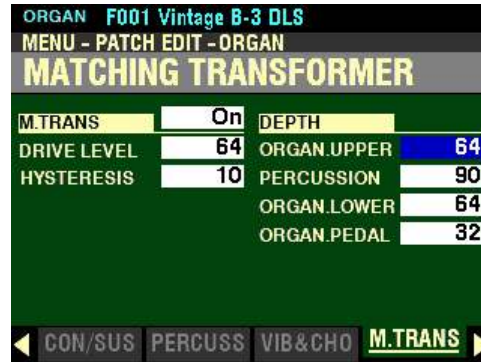 ORGAN F001 Vintage B-3 DLS
MENU - PATCH EDIT - ORGAN
MATCHING TRANSFORMER
M.TRANS On DEPTH
DRIVE LEVEL 64 ORGAN.UPPER 64
HYSTERESIS 10 PERCUSSION 90
ORGAN.LOWER 64
ORGAN.PEDAL 32
CON/SUS PERCUSS VIB&CHO M.TRANS